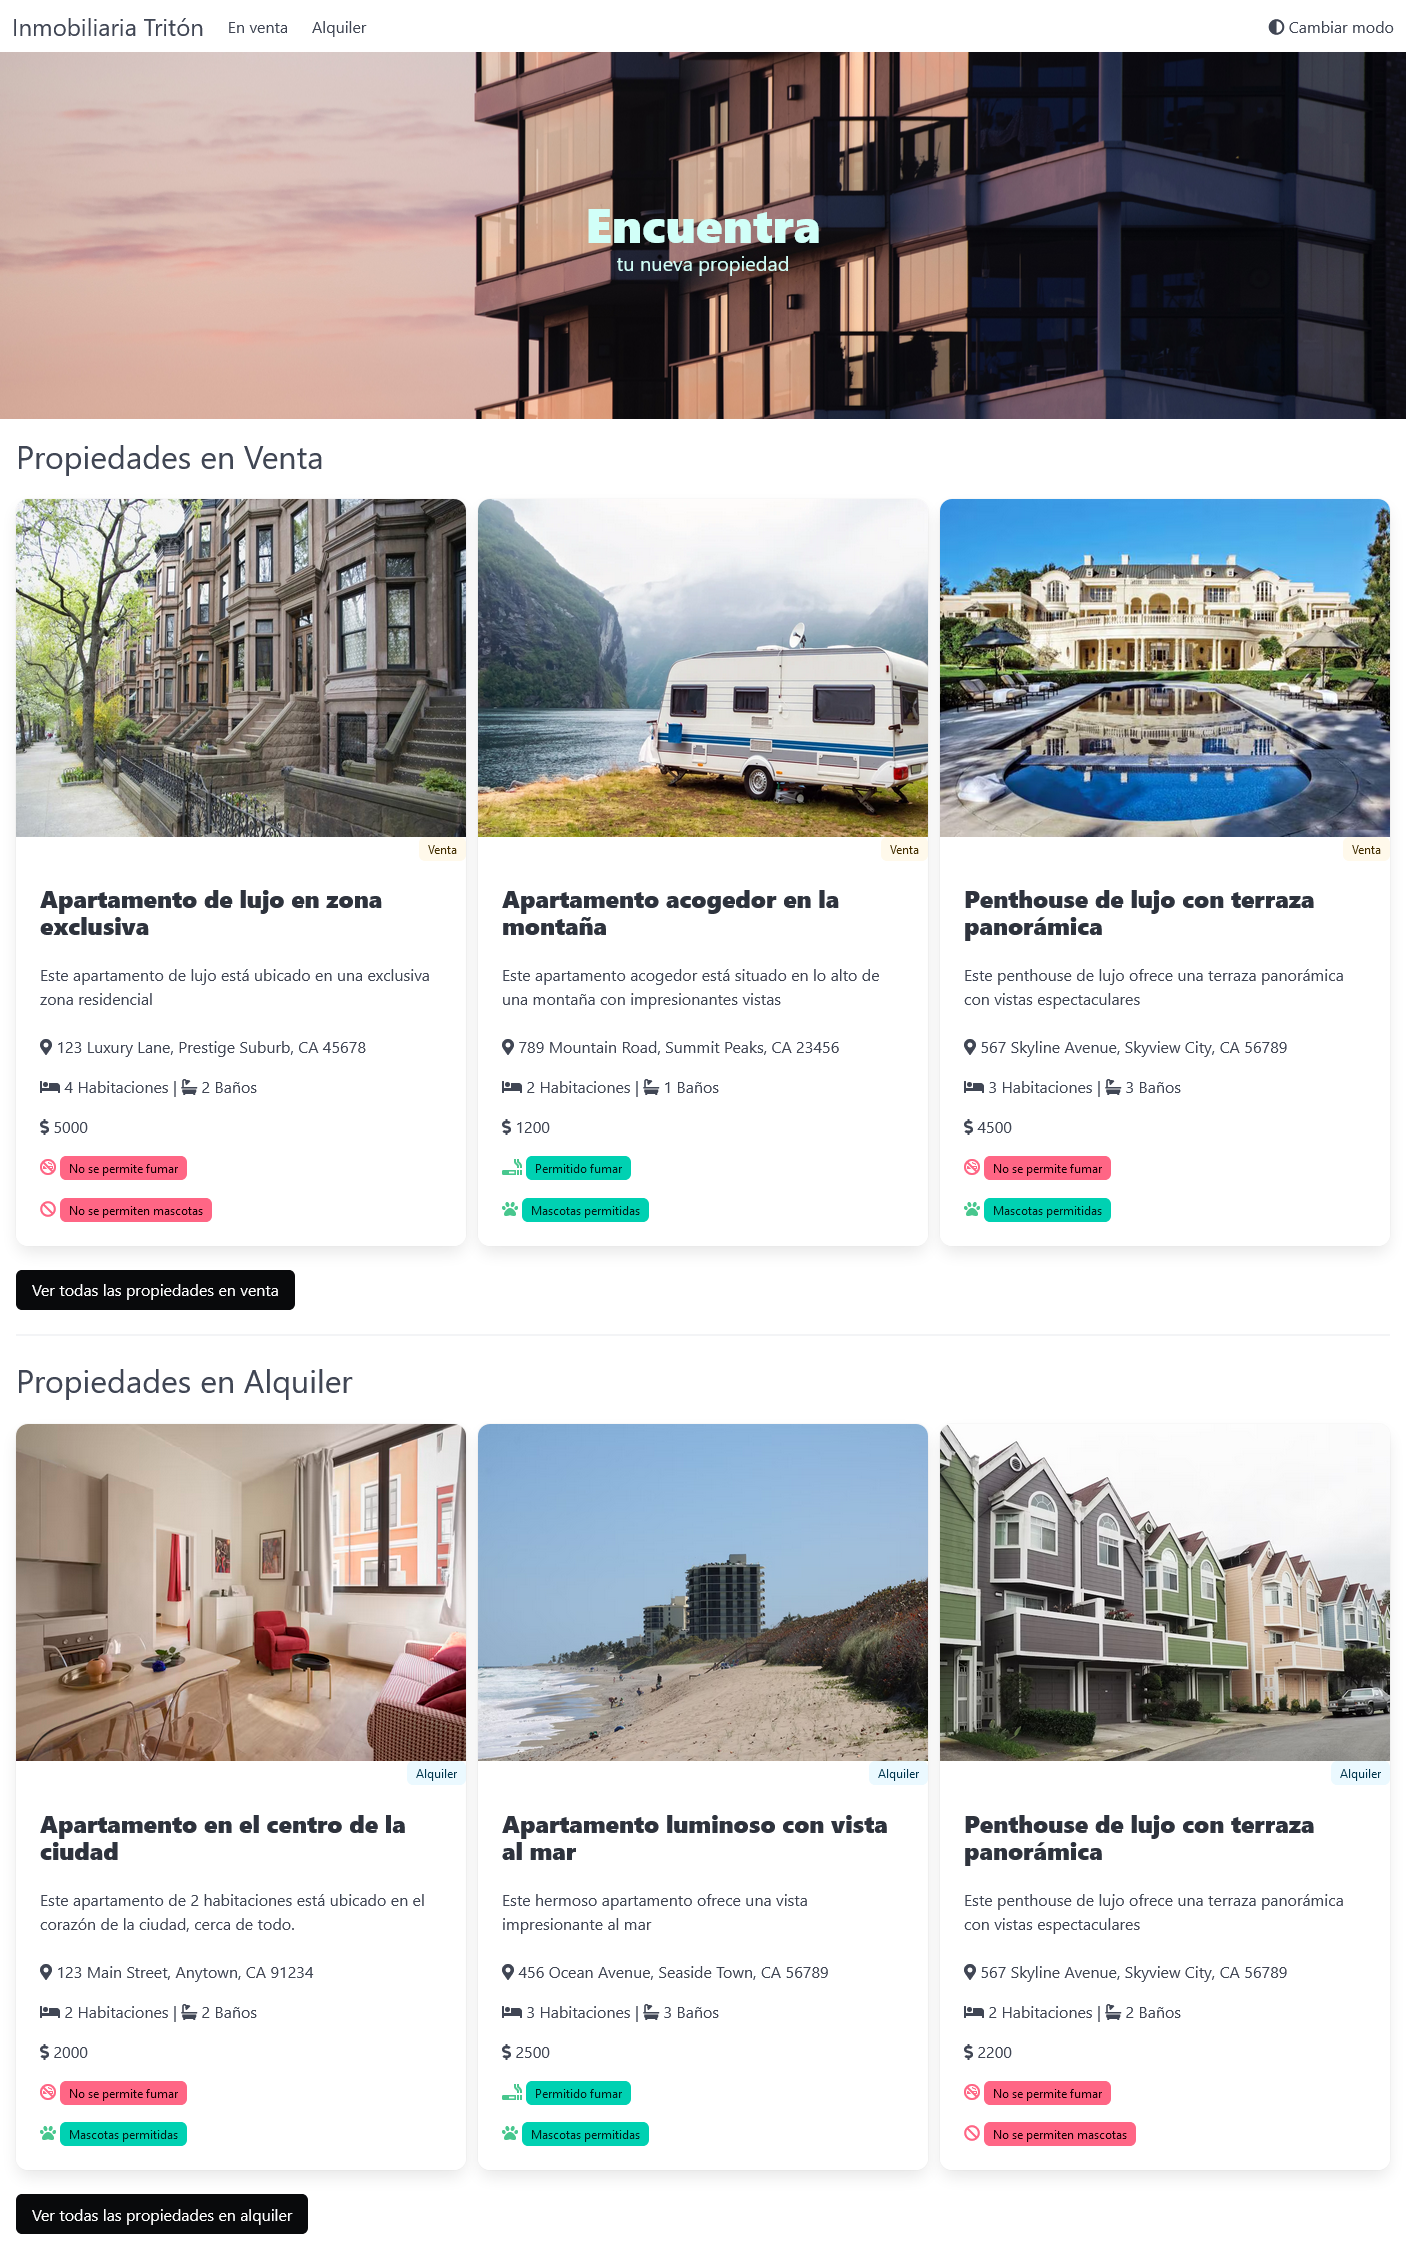 Inmobiliaria Tritón En venta Alquiler Cambiar modo
Encuentra
tu nueva propiedad
Propiedades en Venta
Venta
Apartamento de lujo en zona
exclusiva
Este apartamento de lujo está ubicado en una exclusiva
zona residencial
123 Luxury Lane, Prestige Suburb, CA 45678
4 Habitaciones | 2 Baños
$ 5000
No se permite fumar
No se permiten mascotas
Venta
Apartamento acogedor en la
montaña
Este apartamento acogedor está situado en lo alto de
una montaña con impresionantes vistas
789 Mountain Road, Summit Peaks, CA 23456
2 Habitaciones | 1 Baños
$ 1200
Permitido fumar
Mascotas permitidas
Venta
Penthouse de lujo con terraza
panorámica
Este penthouse de lujo ofrece una terraza panorámica
con vistas espectaculares
567 Skyline Avenue, Skyview City, CA 56789
3 Habitaciones | 3 Baños
$ 4500
No se permite fumar
Mascotas permitidas
Ver todas las propiedades en venta
Propiedades en Alquiler
Alquiler
Apartamento en el centro de la
ciudad
Este apartamento de 2 habitaciones está ubicado en el
corazón de la ciudad, cerca de todo.
123 Main Street, Anytown, CA 91234
2 Habitaciones | 2 Baños
$ 2000
No se permite fumar
Mascotas permitidas
Alquiler
Apartamento luminoso con vista
al mar
Este hermoso apartamento ofrece una vista
impresionante al mar
456 Ocean Avenue, Seaside Town, CA 56789
3 Habitaciones | 3 Baños
$ 2500
Permitido fumar
Mascotas permitidas
Alquiler
Penthouse de lujo con terraza
panorámica
Este penthouse de lujo ofrece una terraza panorámica
con vistas espectaculares
567 Skyline Avenue, Skyview City, CA 56789
2 Habitaciones | 2 Baños
$ 2200
No se permite fumar
No se permiten mascotas
Ver todas las propiedades en alquiler